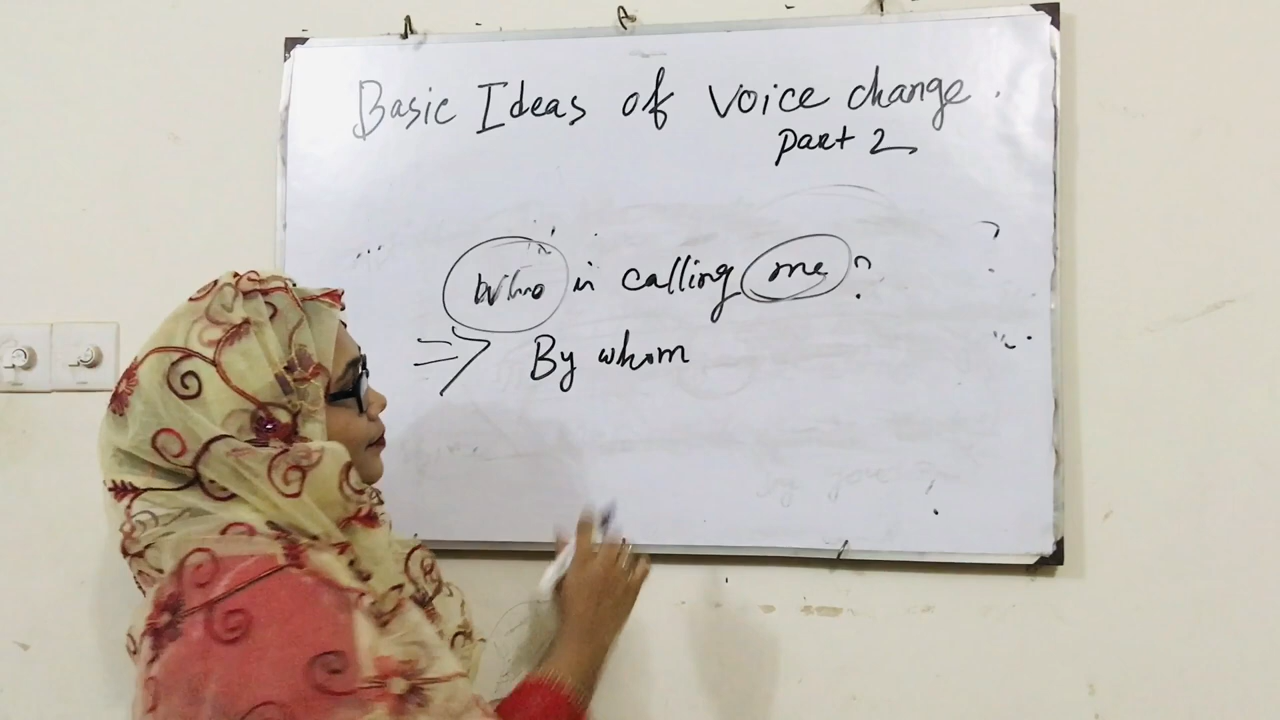 Basic Ideas of Voice change.
part 2
Who is calling me?
=> By whom